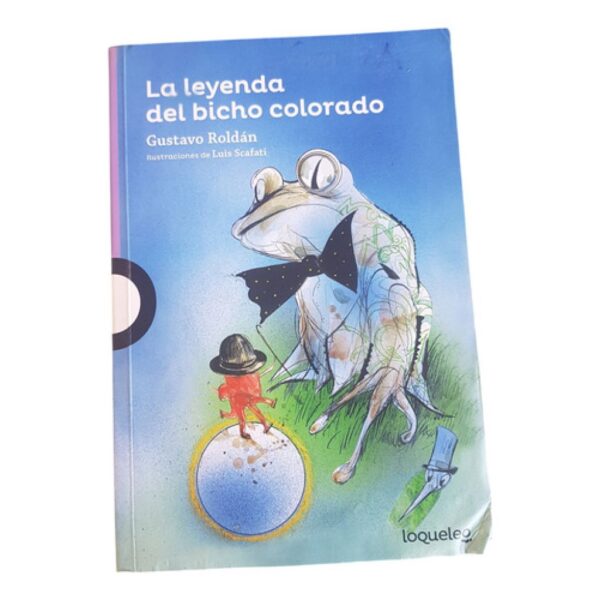 La leyenda
del bicho colorado
Gustavo Roldán
Ilustraciones de Luis Scafati
loqueleo